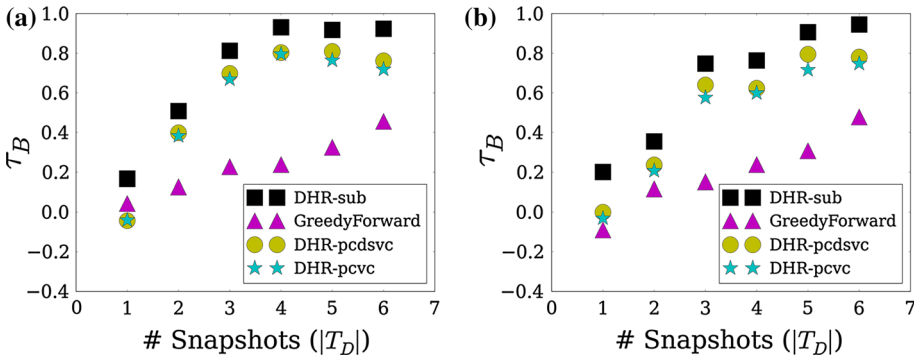 (a)
1.0
0.8
0.6
0.4
0.2
0.0
−0.2
−0.4
τB
0 1 2 3 4 5 6 7
# Snapshots (|TD|)
DHR-sub
GreedyForward
DHR-pcdsvc
DHR-pcvc
(b)
1.0
0.8
0.6
0.4
0.2
0.0
−0.2
−0.4
τB
0 1 2 3 4 5 6 7
# Snapshots (|TD|)
DHR-sub
GreedyForward
DHR-pcdsvc
DHR-pcvc